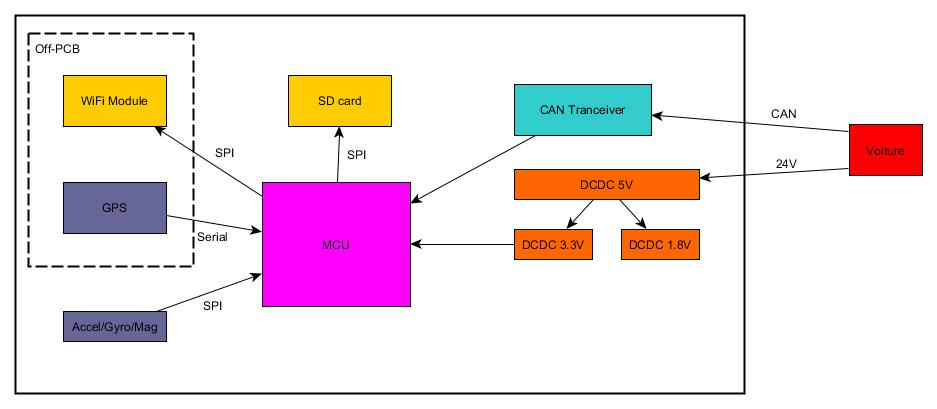 Off-PCB
WiFi Module
SD card
CAN Tranceiver
CAN
Voiture
SPI
SPI
24V
DCDC 5V
GPS
Serial
MCU
DCDC 3.3V
DCDC 1.8V
SPI
Accel/Gyro/Mag